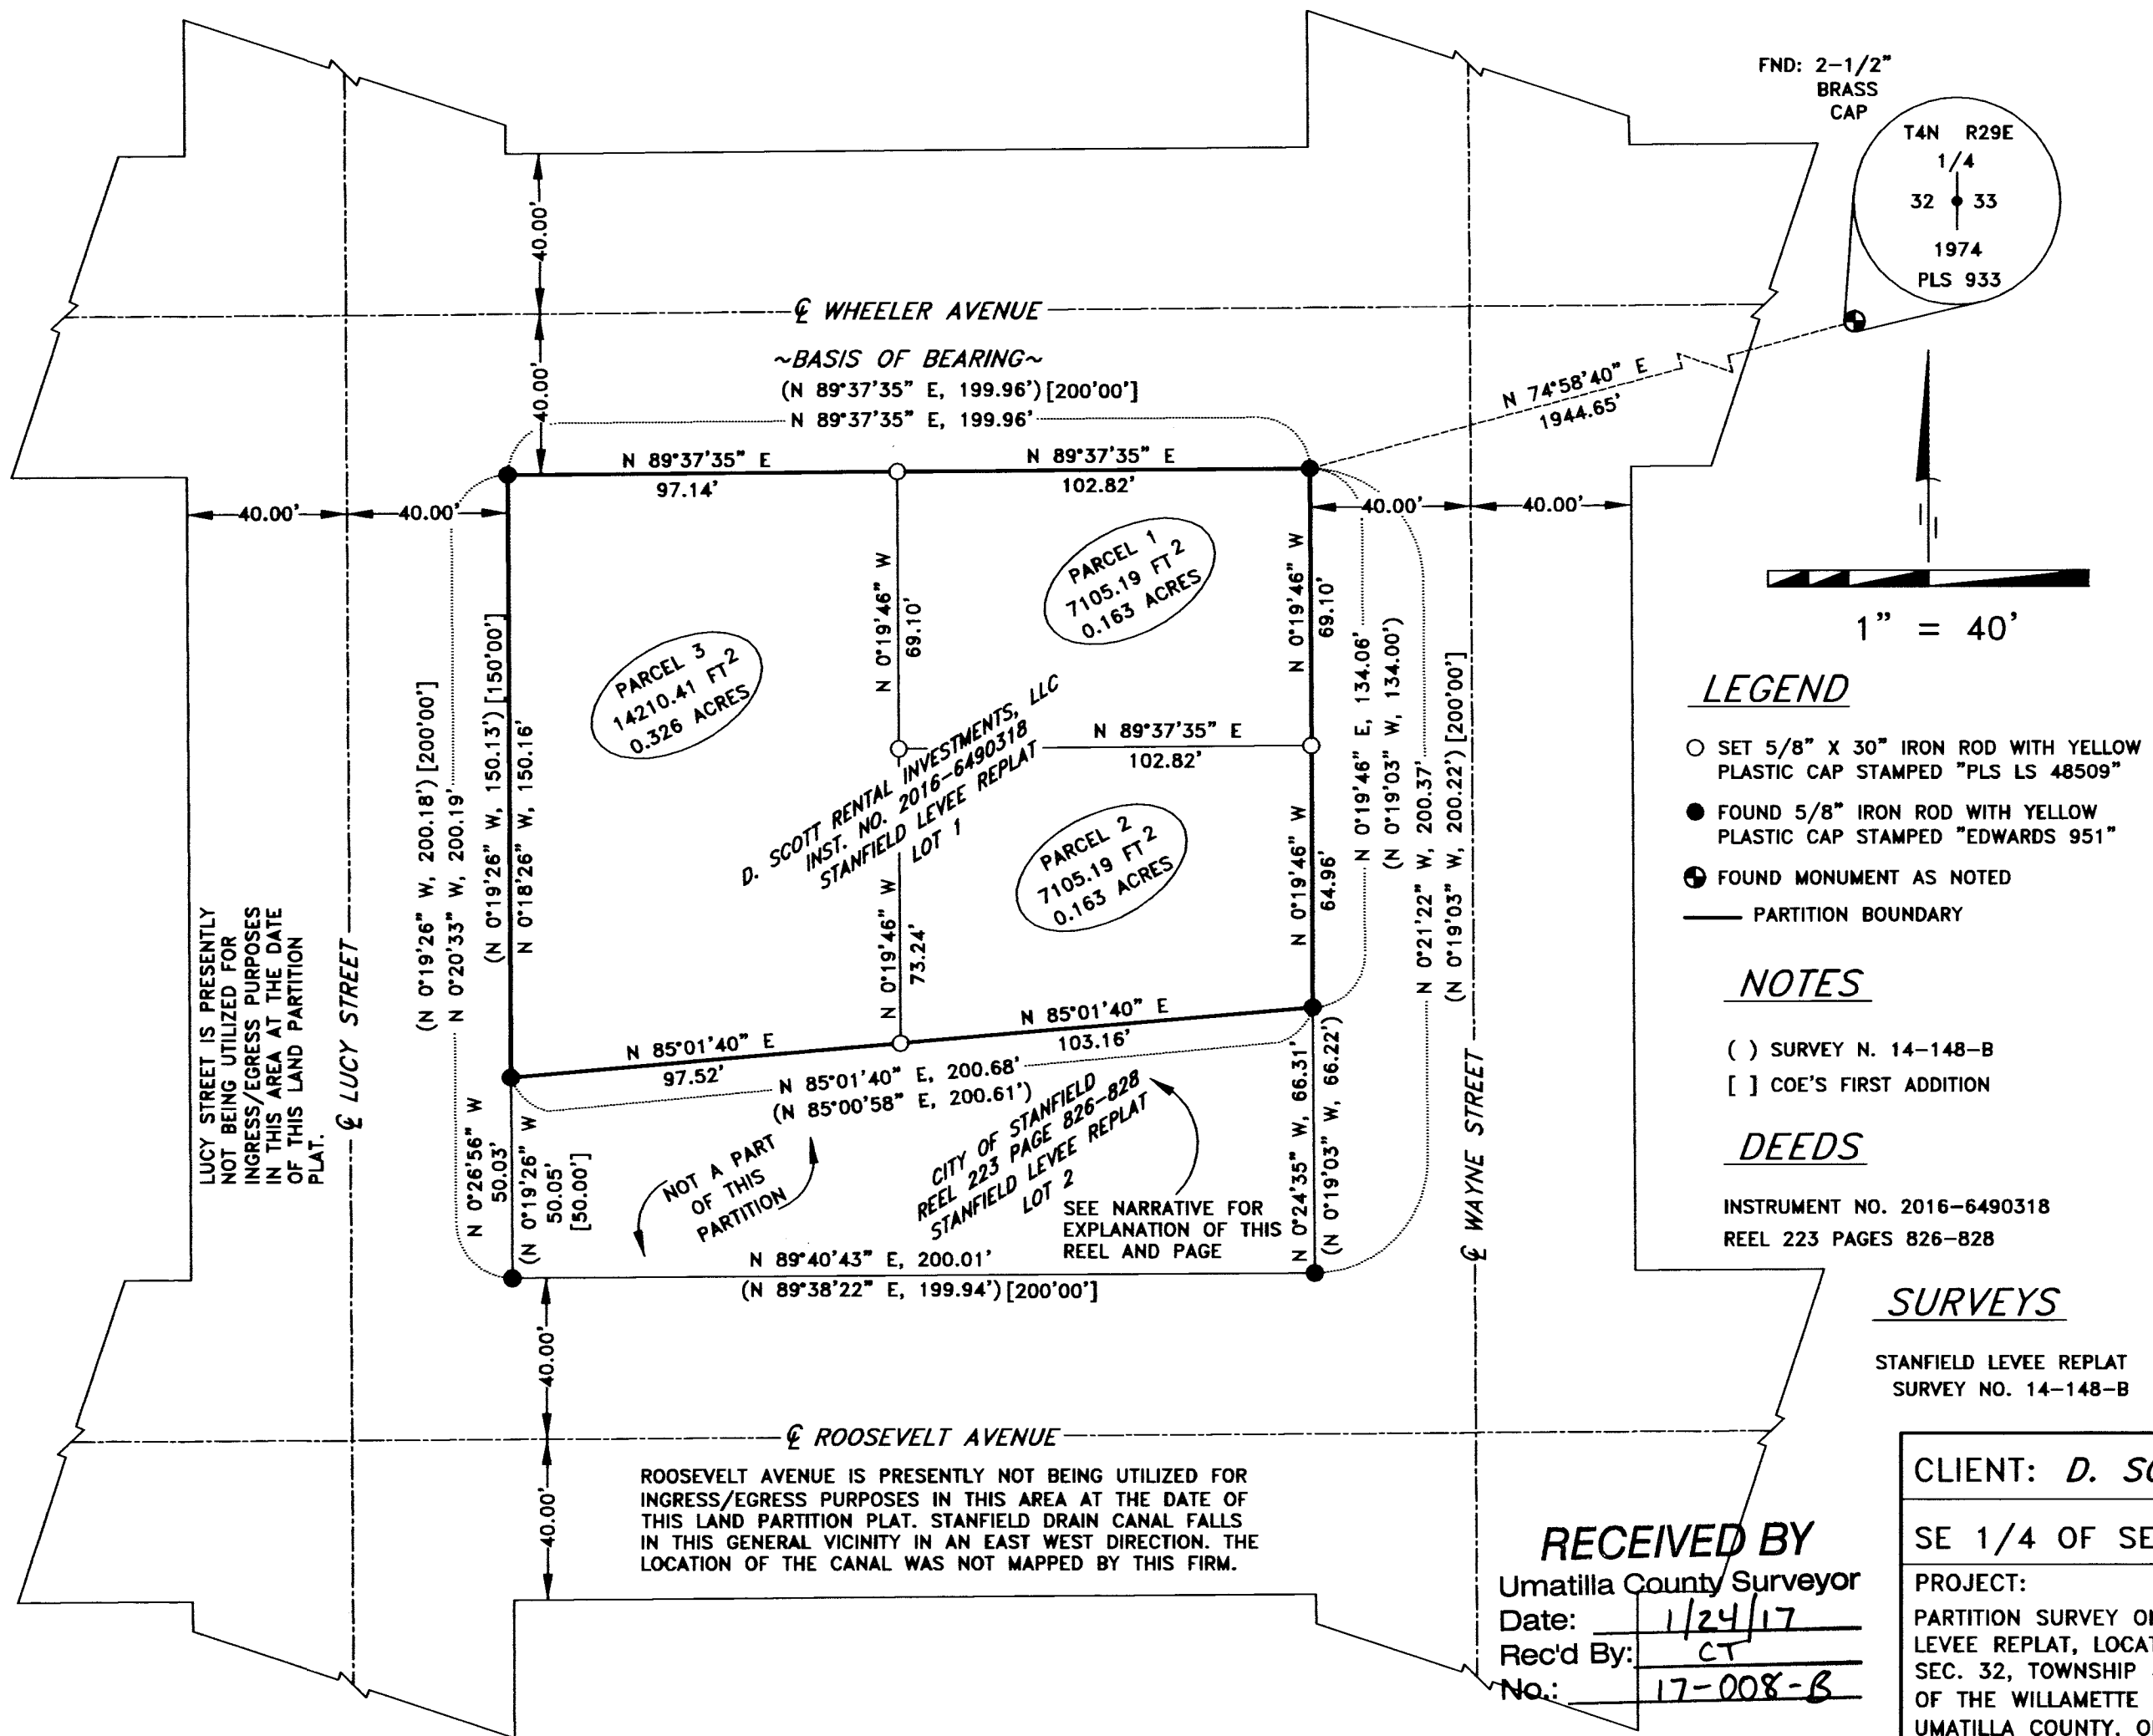 FND: 2-1/2"
BRASS
CAP
T4N R29E
1/4
32 33
1974
PLS 933
40.00'
℄ WHEELER AVENUE
40.00'
~BASIS OF BEARING~
(N 89°37'35" E, 199.96')[200'00']
N 89°37'35" E, 199.96'
N 74°58'40" E
1944.65'
N 89°37'35" E
97.14'
N 89°37'35" E
102.82'
40.00'
40.00'
40.00'
40.00'
1" = 40'
PARCEL 1
7105.19 FT2
0.163 ACRES
N 0°19'46" W
69.10'
N 0°19'46" W
69.10'
PARCEL 3
14210.41 FT2
0.326 ACRES
N 89°37'35" E
102.82'
D. SCOTT RENTAL INVESTMENTS, LLC
INST. NO. 2016-6490318
STANFIELD LEVEE REPLAT
LOT 1
PARCEL 2
7105.19 FT2
0.163 ACRES
N 0°19'46" W
73.24'
N 0°19'46" W
64.96'
(N 0°19'26" W, 200.18')[200'00']
N 0°20'33" W, 200.19'
(N 0°19'26" W, 150.13')[150'00']
N 0°18'26" W, 150.16'
N 0°19'46" E, 134.06'
(N 0°19'03" W, 134.00')
N 0°21'22" W, 200.37'
(N 0°19'03" W, 200.22')[200'00']
LUCY STREET IS PRESENTLY
NOT BEING UTILIZED FOR
INGRESS/EGRESS PURPOSES
IN THIS AREA AT THE DATE
OF THIS LAND PARTITION
PLAT.
℄ LUCY STREET
℄ WAYNE STREET
N 85°01'40" E
97.52'
N 85°01'40" E
103.16'
N 85°01'40" E, 200.68'
(N 85°00'58" E, 200.61')
N 0°26'56" W
50.03'
(N 0°19'26" W
50.05'
[50.00']
NOT A PART
OF THIS
PARTITION
CITY OF STANFIELD
REEL 223 PAGE 826-828
STANFIELD LEVEE REPLAT
LOT 2
SEE NARRATIVE FOR
EXPLANATION OF THIS
REEL AND PAGE
N 0°24'35" W, 66.31'
(N 0°19'03" W, 66.22')
N 89°40'43" E, 200.01'
(N 89°38'22" E, 199.94')[200'00']
40.00'
℄ ROOSEVELT AVENUE
40.00'
ROOSEVELT AVENUE IS PRESENTLY NOT BEING UTILIZED FOR
INGRESS/EGRESS PURPOSES IN THIS AREA AT THE DATE OF
THIS LAND PARTITION PLAT. STANFIELD DRAIN CANAL FALLS
IN THIS GENERAL VICINITY IN AN EAST WEST DIRECTION. THE
LOCATION OF THE CANAL WAS NOT MAPPED BY THIS FIRM.
LEGEND
SET 5/8" X 30" IRON ROD WITH YELLOW
PLASTIC CAP STAMPED "PLS LS 48509"
FOUND 5/8" IRON ROD WITH YELLOW
PLASTIC CAP STAMPED "EDWARDS 951"
FOUND MONUMENT AS NOTED
PARTITION BOUNDARY
NOTES
( ) SURVEY N. 14-148-B
[ ] COE'S FIRST ADDITION
DEEDS
INSTRUMENT NO. 2016-6490318
REEL 223 PAGES 826-828
SURVEYS
STANFIELD LEVEE REPLAT
SURVEY NO. 14-148-B
RECEIVED BY
Umatilla County Surveyor
Date: 1/24/17
Rec'd By: CT
No.: 17-008-B
CLIENT: D. SC
SE 1/4 OF SE
PROJECT:
PARTITION SURVEY O
LEVEE REPLAT, LOCAT
SEC. 32, TOWNSHIP
OF THE WILLAMETTE
UMATILLA COUNTY, O